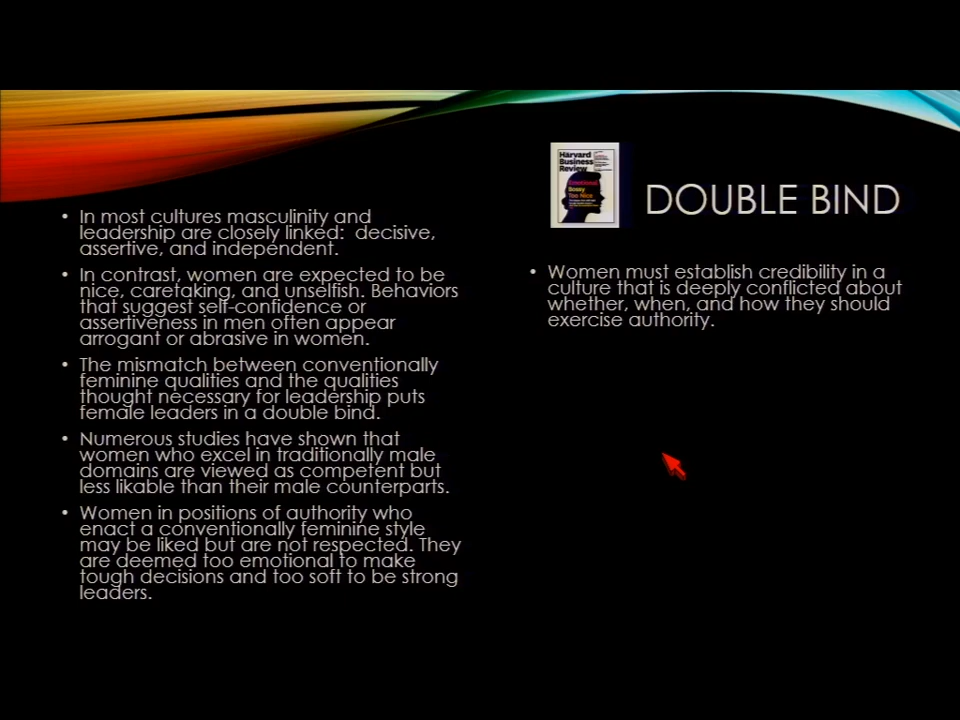 • In most cultures masculinity and
leadership are closely linked:  decisive,
assertive, and independent.
• In contrast, women are expected to be
nice, caretaking, and unselfish. Behaviors
that suggest self-confidence or
assertiveness in men often appear
arrogant or abrasive in women.
• The mismatch between conventionally
feminine qualities and the qualities
thought necessary for leadership puts
female leaders in a double bind.
• Numerous studies have shown that
women who excel in traditionally male
domains are viewed as competent but
less likable than their male counterparts.
• Women in positions of authority who
enact a conventionally feminine style
may be liked but are not respected. They
are deemed too emotional to make
tough decisions and too soft to be strong
leaders.
Harvard
Business
Review
Emotional
Bossy
Too Nice
DOUBLE BIND
• Women must establish credibility in a
culture that is deeply conflicted about
whether, when, and how they should
exercise authority.